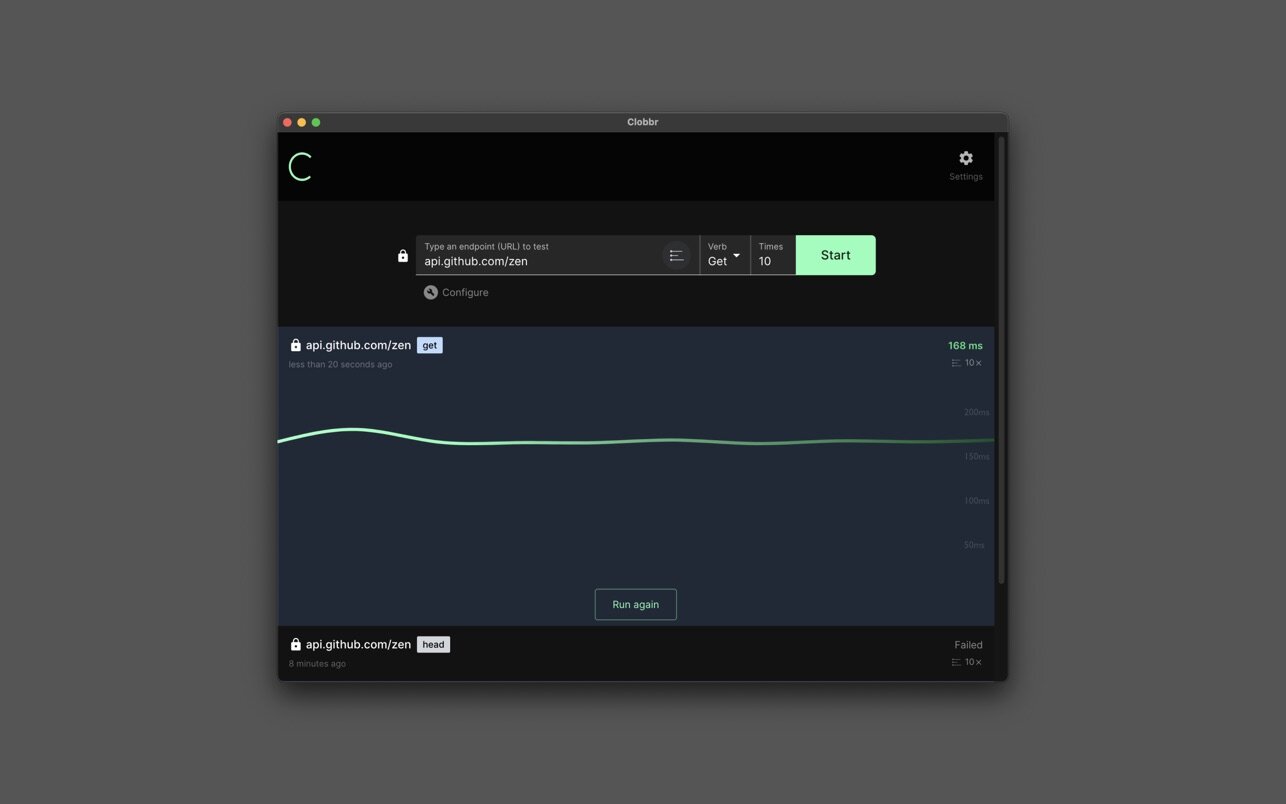 Clobbr
Settings
Type an endpoint (URL) to test
api.github.com/zen
Verb
Get
Times
10
Start
Configure
api.github.com/zen get
168 ms
less than 20 seconds ago
10×
200ms
150ms
100ms
50ms
Run again
api.github.com/zen head
Failed
8 minutes ago
10×